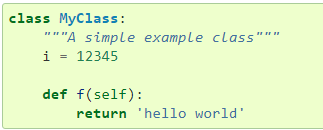 class MyClass:
    """A simple example class"""
    i = 12345

    def f(self):
        return 'hello world'